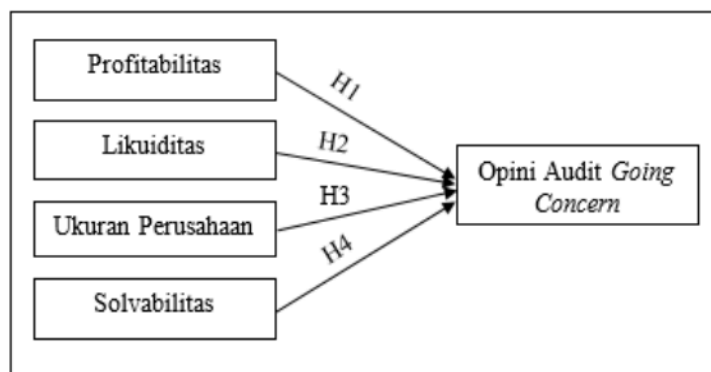 Profitabilitas
H1
Likuiditas
H2
Opini Audit Going
Concern
Ukuran Perusahaan
H3
Solvabilitas
H4